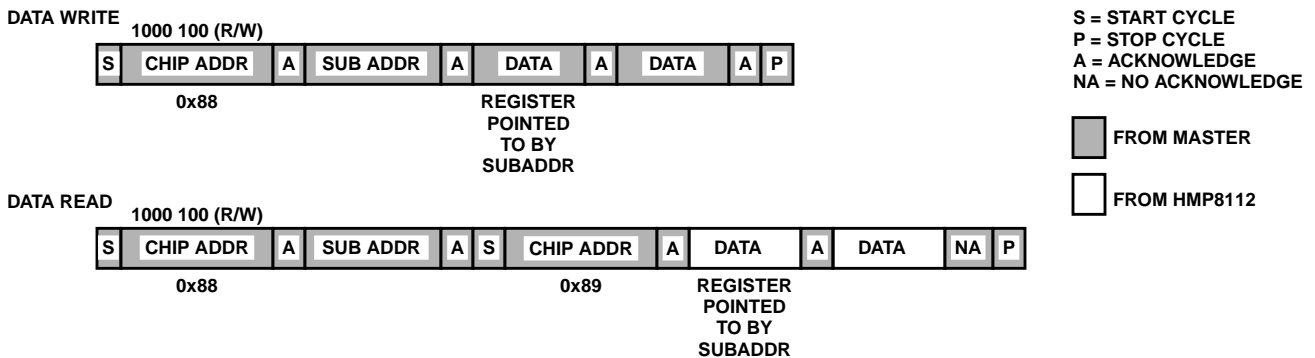 DATA WRITE
1000 100 (R/W)
S CHIP ADDR A SUB ADDR A DATA A DATA A P
0x88
REGISTER
POINTED
TO BY
SUBADDR
DATA READ
1000 100 (R/W)
S CHIP ADDR A SUB ADDR A S CHIP ADDR A DATA A DATA NA P
0x88 0x89
REGISTER
POINTED
TO BY
SUBADDR
S = START CYCLE
P = STOP CYCLE
A = ACKNOWLEDGE
NA = NO ACKNOWLEDGE
FROM MASTER
FROM HMP8112